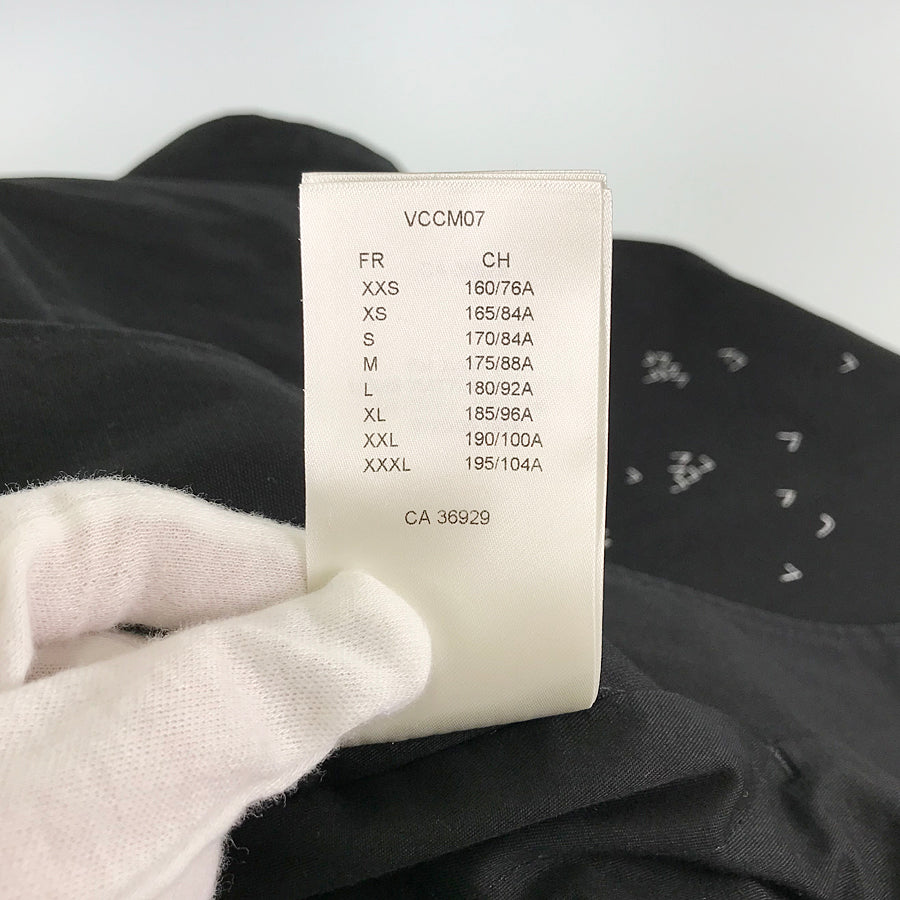 VCCM07
FR CH
XXS 160/76A
XS 165/84A
S 170/84A
M 175/88A
L 180/92A
XL 185/96A
XXL 190/100A
XXXL 195/104A
CA 36929